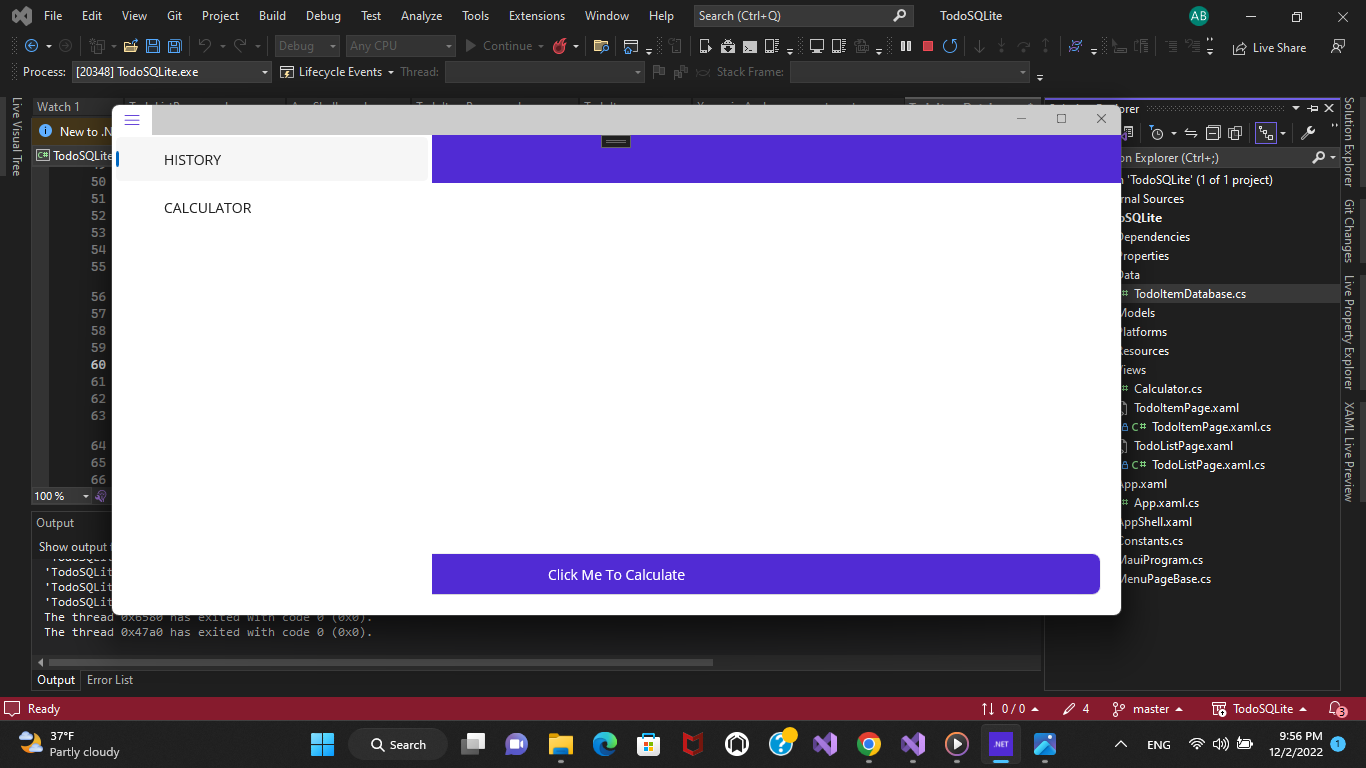 File Edit View Git Project Build Debug Test Analyze Tools Extensions Window Help Search (Ctrl+Q) TodoSQLite AB
Debug Any CPU Continue Live Share
Process: [20348] TodoSQLite.exe Lifecycle Events Thread: Stack Frame:
Live Visual Tree
Watch 1
New to .N
TodoSQLite
50
51
52
53
54
55
56
57
58
59
60
61
62
63
64
65
66
100 %
HISTORY
CALCULATOR
Click Me To Calculate
Explorer
on Explorer (Ctrl+;)
'TodoSQLite' (1 of 1 project)
rnal Sources
oSQLite
Dependencies
Properties
Data
TodoItemDatabase.cs
Models
Platforms
Resources
Views
Calculator.cs
TodoItemPage.xaml
C# TodoItemPage.xaml.cs
TodoListPage.xaml
C# TodoListPage.xaml.cs
App.xaml
App.xaml.cs
AppShell.xaml
Constants.cs
MauiProgram.cs
MenuPageBase.cs
Solution Explorer
Git Changes
Live Property Explorer
XAML Live Preview
Output
Show output f
'TodoSQLit
'TodoSQLit
'TodoSQLit
The thread 0x6580 has exited with code 0 (0x0).
The thread 0x47a0 has exited with code 0 (0x0).
Output Error List
Ready 0 / 0 4 master TodoSQLite 3
37°F
Partly cloudy
Search
.NET
ENG
9:56 PM
12/2/2022
1